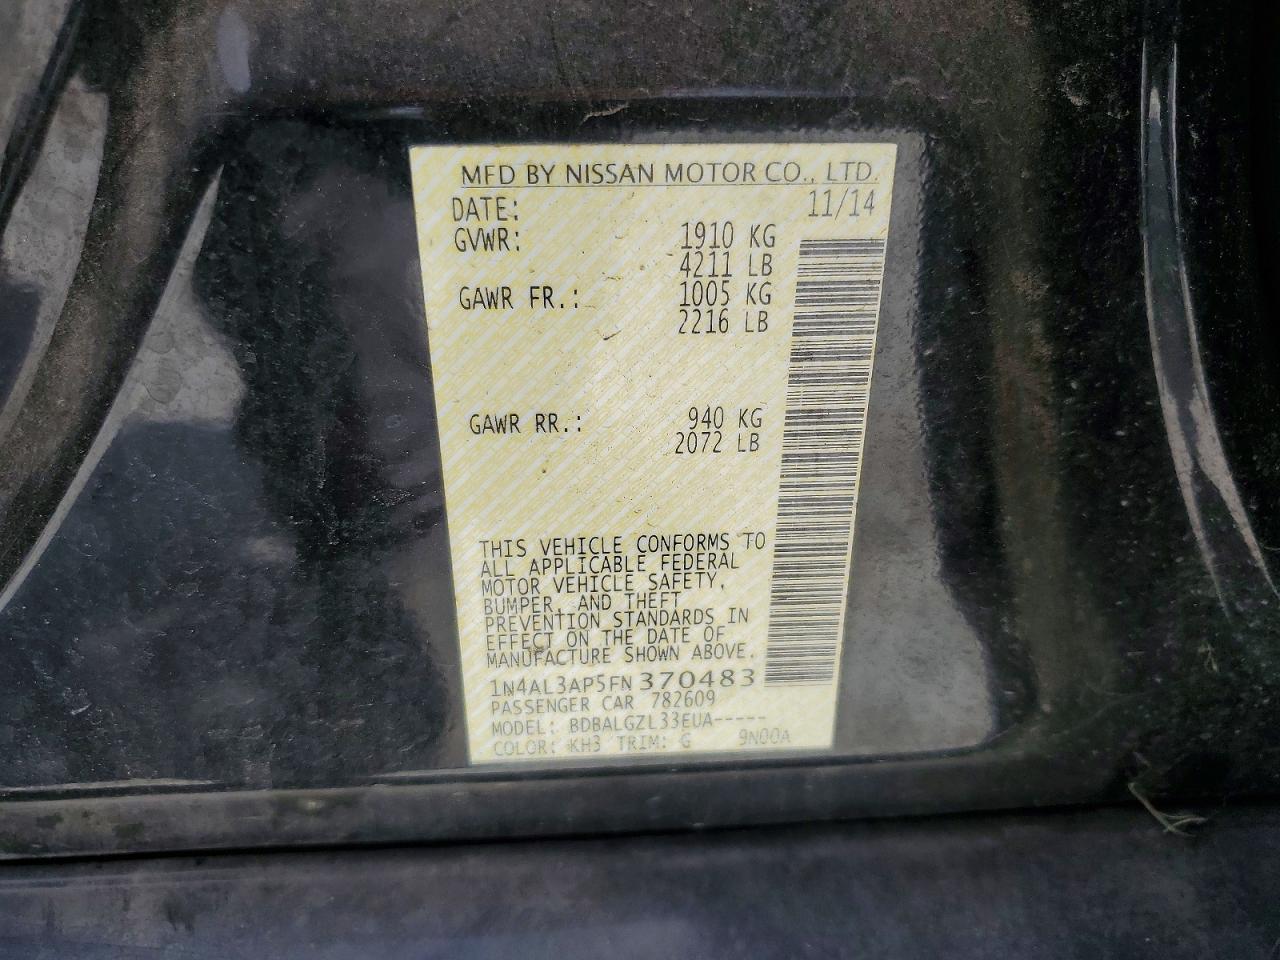 MFD BY NISSAN MOTOR CO., LTD.
DATE: 11/14
GVWR: 1910 KG
4211 LB
GAWR FR.: 1005 KG
2216 LB
GAWR RR.: 940 KG
2072 LB
THIS VEHICLE CONFORMS TO
ALL APPLICABLE FEDERAL
MOTOR VEHICLE SAFETY,
BUMPER, AND THEFT
PREVENTION STANDARDS IN
EFFECT ON THE DATE OF
MANUFACTURE SHOWN ABOVE.
1N4AL3AP5FN370483
PASSENGER CAR 782609
MODEL: BDBALGZL33EUA-----
COLOR: KH3 TRIM: G 9N00A